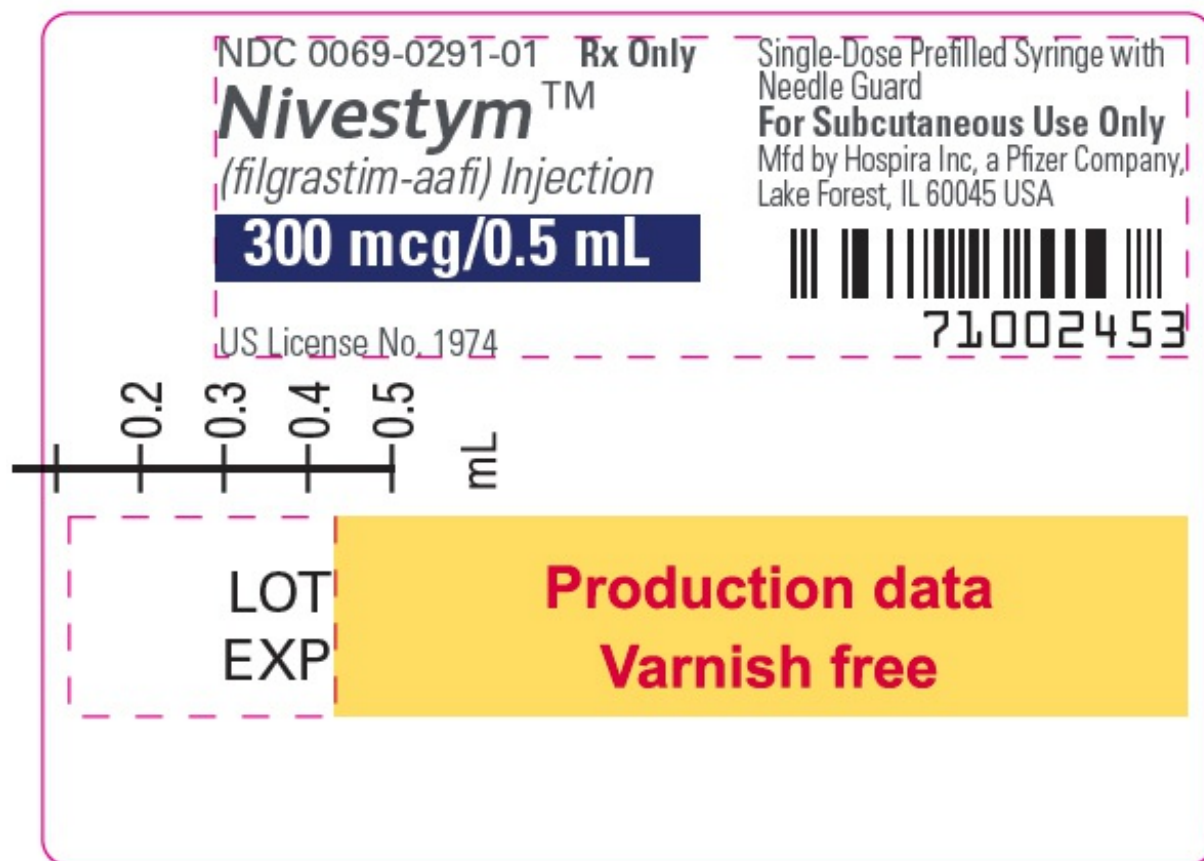 NDC 0069-0291-01 Rx Only
Nivestym™
(filgrastim-aafi) Injection
300 mcg/0.5 mL
US License No. 1974
Single-Dose Prefilled Syringe with
Needle Guard
For Subcutaneous Use Only
Mfd by Hospira Inc, a Pfizer Company,
Lake Forest, IL 60045 USA
71002453
0.2 0.3 0.4 0.5 mL
LOT
EXP
Production data
Varnish free